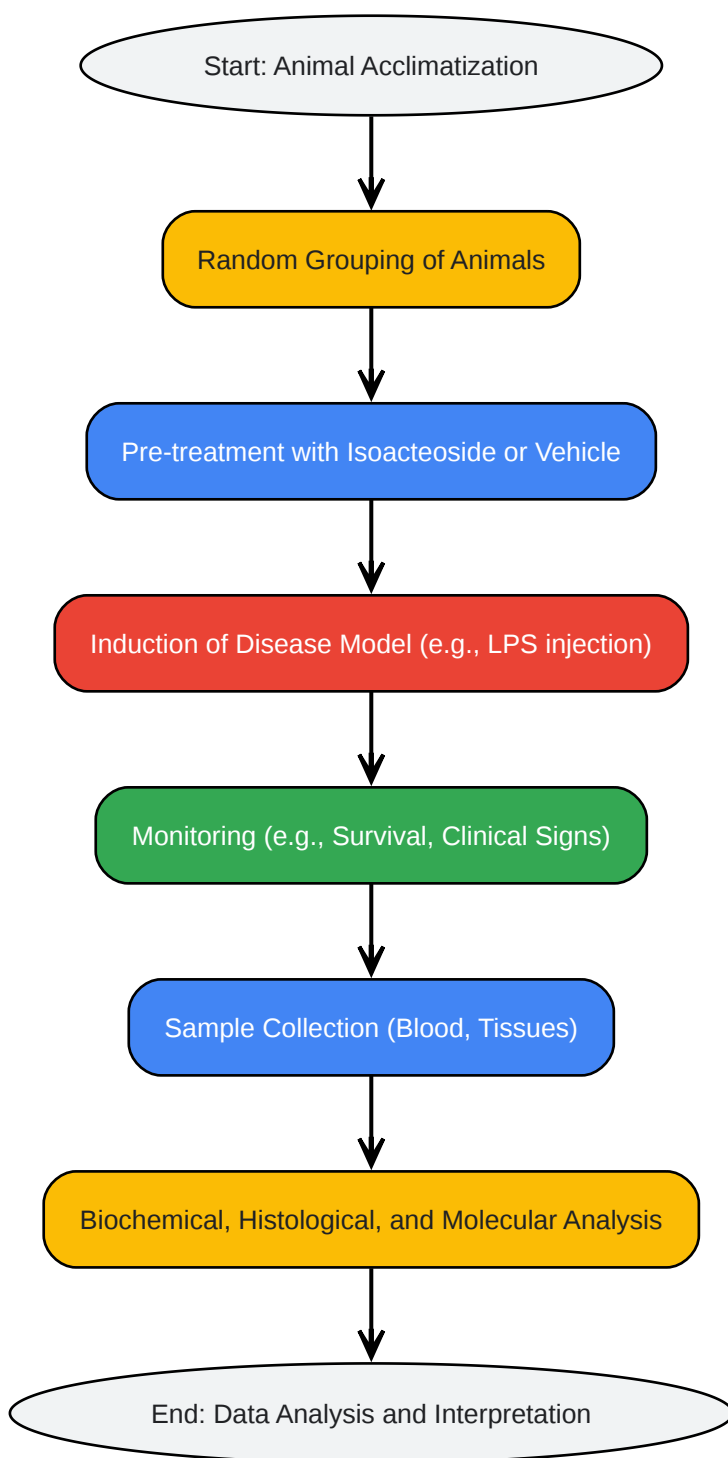 Start: Animal Acclimatization
Random Grouping of Animals
Pre-treatment with Isoacteoside or Vehicle
Induction of Disease Model (e.g., LPS injection)
Monitoring (e.g., Survival, Clinical Signs)
Sample Collection (Blood, Tissues)
Biochemical, Histological, and Molecular Analysis
End: Data Analysis and Interpretation